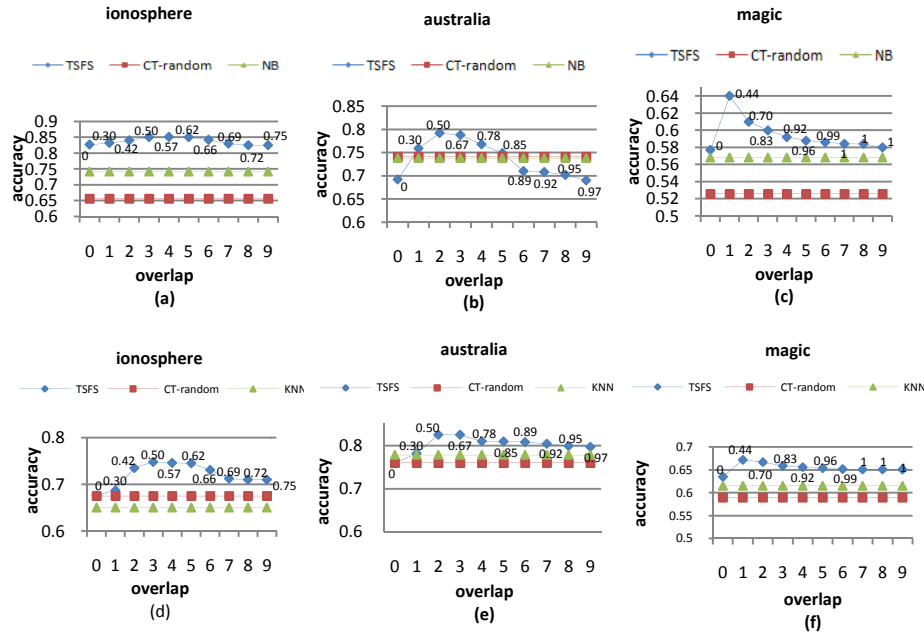 ionosphere
TSFS CT-random NB
accuracy
0.9
0.85
0.8
0.75
0.7
0.65
0.6
0 0.30 0.42 0.50 0.57 0.62 0.66 0.69 0.72 0.75
0 1 2 3 4 5 6 7 8 9
overlap
(a)
australia
TSFS CT-random NB
accuracy
0.85
0.8
0.75
0.7
0.65
0.6
0 0.30 0.50 0.67 0.78 0.85 0.89 0.92 0.95 0.97
0 1 2 3 4 5 6 7 8 9
overlap
(b)
magic
TSFS CT-random NB
accuracy
0.64
0.62
0.6
0.58
0.56
0.54
0.52
0.5
0 0.44 0.70 0.83 0.92 0.96 0.99 1 1 1
0 1 2 3 4 5 6 7 8 9
overlap
(c)
ionosphere
TSFS CT-random KNN
accuracy
0.8
0.7
0.6
0 0.30 0.42 0.50 0.57 0.62 0.66 0.69 0.72 0.75
0 1 2 3 4 5 6 7 8 9
overlap
(d)
australia
TSFS CT-random KNN
accuracy
0.8
0.7
0.6
0 0.30 0.50 0.67 0.78 0.85 0.89 0.92 0.95 0.97
0 1 2 3 4 5 6 7 8 9
overlap
(e)
magic
TSFS CT-random KNN
accuracy
0.7
0.65
0.6
0.55
0.5
0 0.44 0.70 0.83 0.92 0.96 0.99 1 1 1
0 1 2 3 4 5 6 7 8 9
overlap
(f)